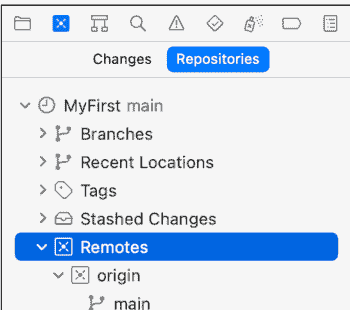 Changes Repositories
MyFirst main
Branches
Recent Locations
Tags
Stashed Changes
Remotes
origin
main